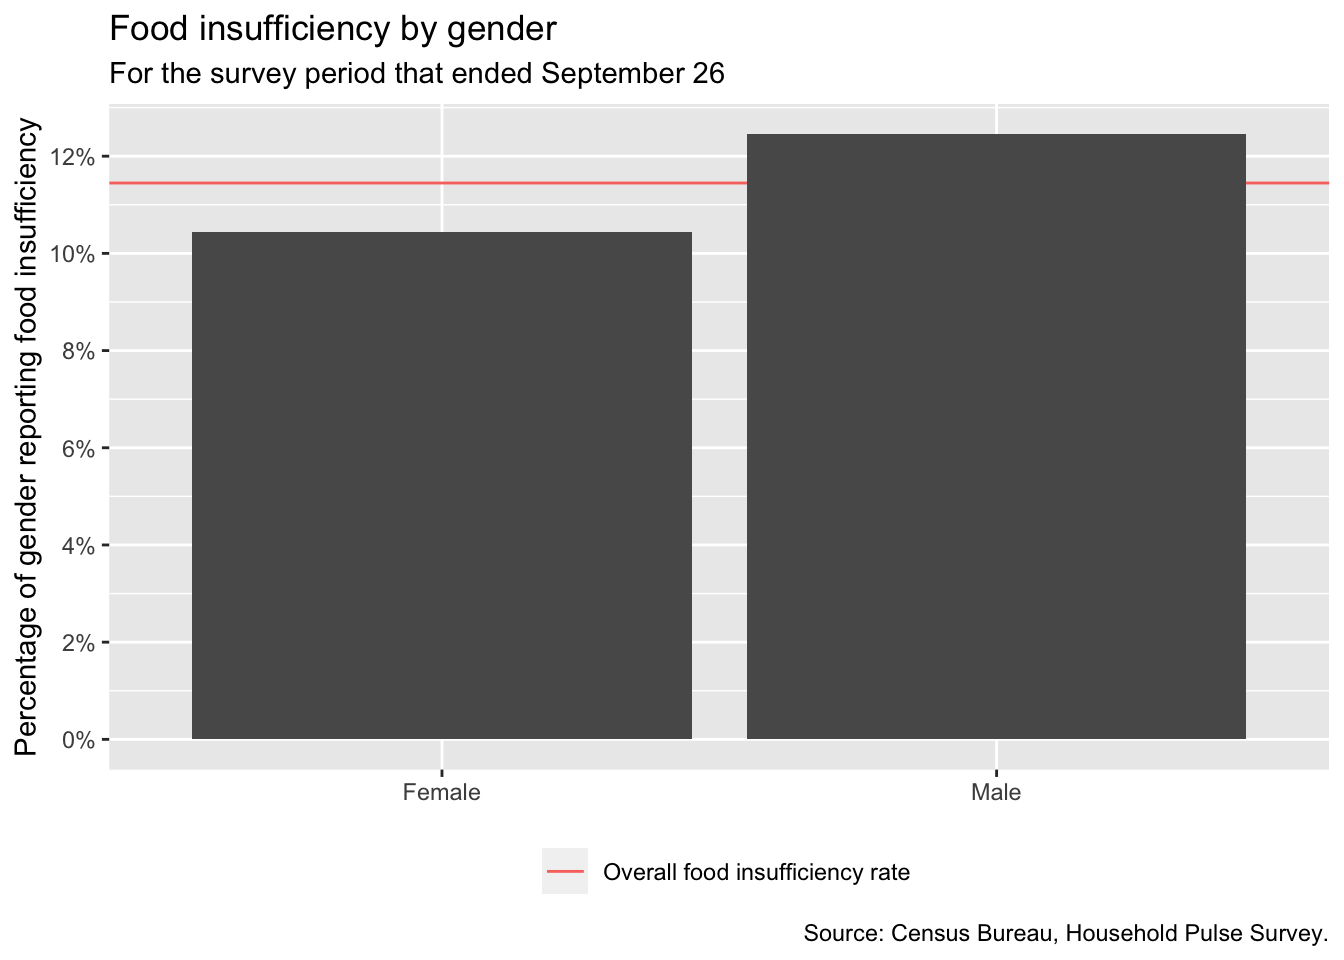 Food insufficiency by gender
For the survey period that ended September 26
Percentage of gender reporting food insufficiency
12%
10%
8%
6%
4%
2%
0%
Female Male
Overall food insufficiency rate
Source: Census Bureau, Household Pulse Survey.